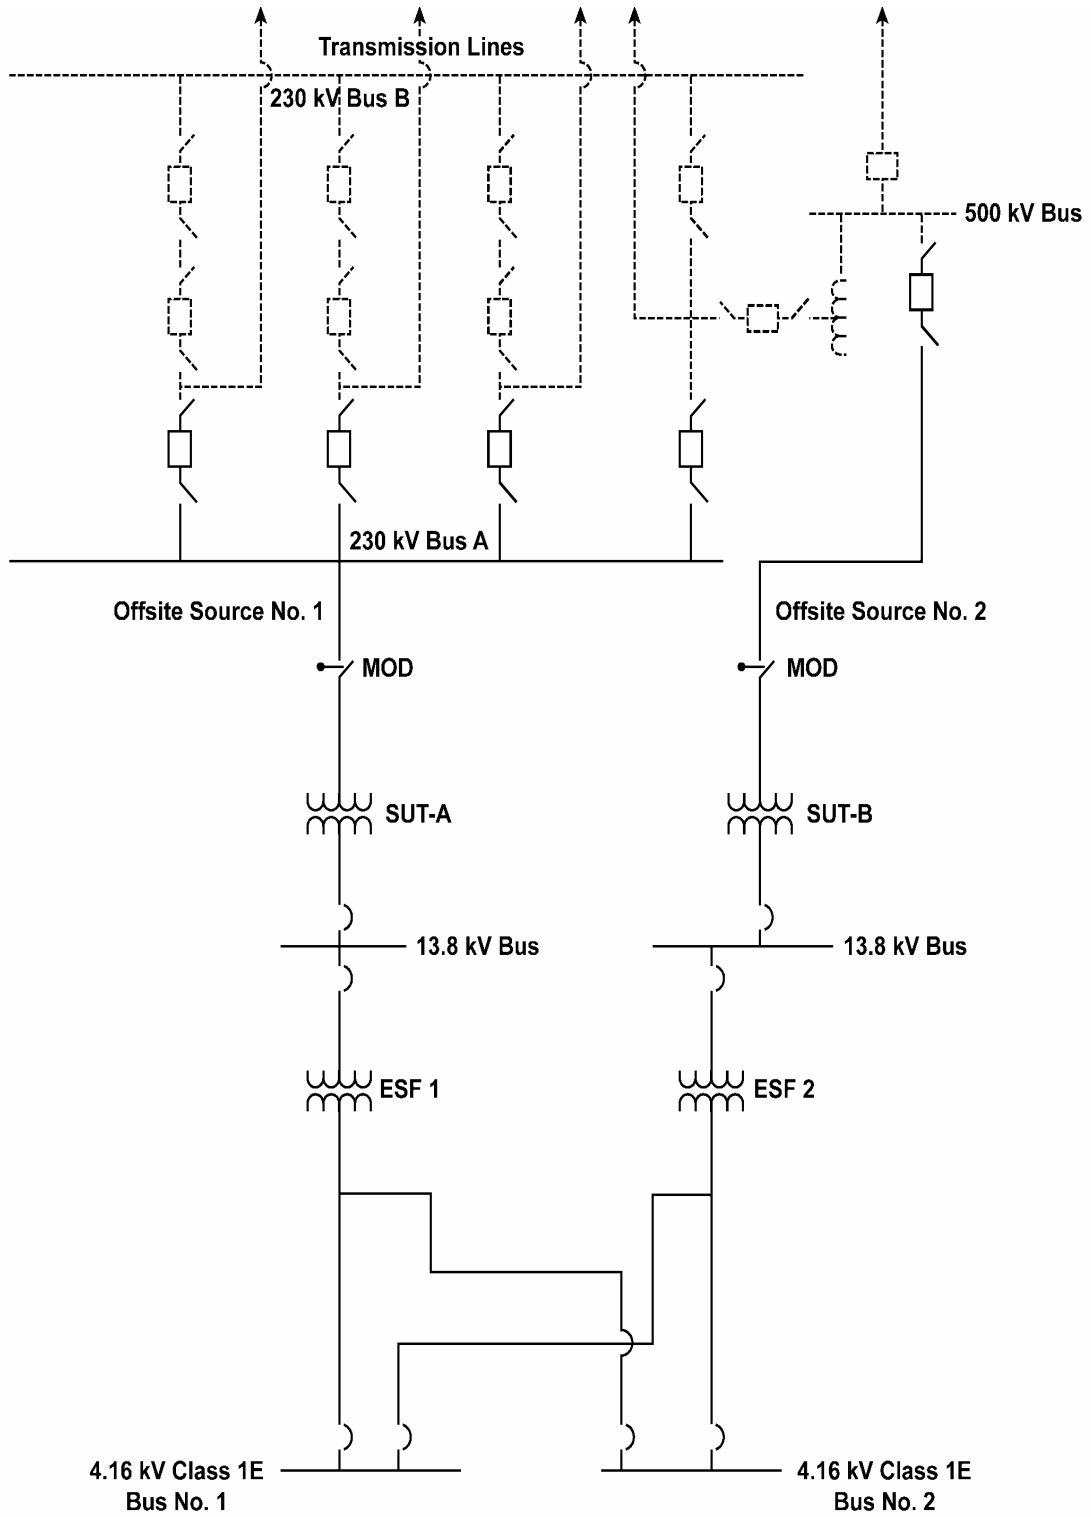 Transmission Lines
230 kV Bus B
500 kV Bus
230 kV Bus A
Offsite Source No. 1
Offsite Source No. 2
MOD
MOD
SUT-A
SUT-B
13.8 kV Bus
13.8 kV Bus
ESF 1
ESF 2
4.16 kV Class 1E
Bus No. 1
4.16 kV Class 1E
Bus No. 2